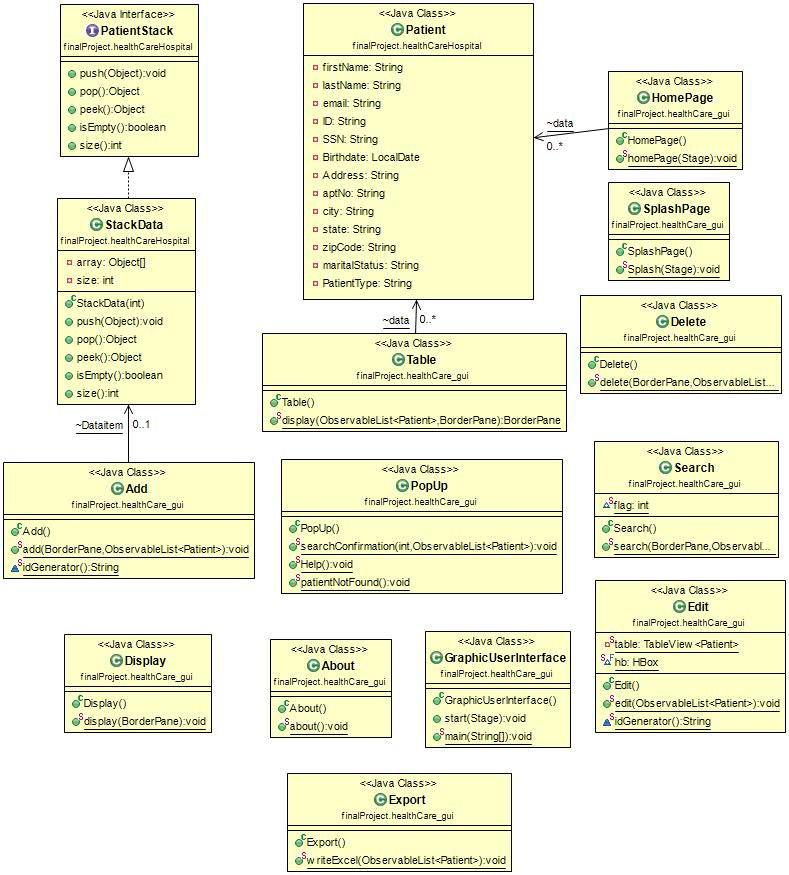 <<Java Interface>>
PatientStack
finalProject.healthCareHospital
push(Object):void
pop():Object
peek():Object
isEmpty():boolean
size():int
<<Java Class>>
Patient
finalProject.healthCareHospital
firstName: String
lastName: String
email: String
ID: String
SSN: String
Birthdate: LocalDate
Address: String
aptNo: String
city: String
state: String
zipCode: String
maritalStatus: String
PatientType: String
<<Java Class>>
HomePage
finalProject.healthCare_gui
HomePage()
homePage(Stage):void
~data
0..*
<<Java Class>>
SplashPage
finalProject.healthCare_gui
SplashPage()
Splash(Stage):void
<<Java Class>>
StackData
finalProject.healthCareHospital
array: Object[]
size: int
StackData(int)
push(Object):void
pop():Object
peek():Object
isEmpty():boolean
size():int
~data 0..*
<<Java Class>>
Table
finalProject.healthCare_gui
Table()
display(ObservableList<Patient>,BorderPane):BorderPane
<<Java Class>>
Delete
finalProject.healthCare_gui
Delete()
delete(BorderPane,ObservableList...
~Dataitem 0..1
<<Java Class>>
Add
finalProject.healthCare_gui
Add()
add(BorderPane,ObservableList<Patient>):void
idGenerator():String
<<Java Class>>
PopUp
finalProject.healthCare_gui
PopUp()
searchConfirmation(int,ObservableList<Patient>):void
Help():void
patientNotFound():void
<<Java Class>>
Search
finalProject.healthCare_gui
flag: int
Search()
search(BorderPane,Observabl...
<<Java Class>>
Edit
finalProject.healthCare_gui
table: TableView<Patient>
hb: HBox
Edit()
edit(ObservableList<Patient>):void
idGenerator():String
<<Java Class>>
Display
finalProject.healthCare_gui
Display()
display(BorderPane):void
<<Java Class>>
About
finalProject.healthCare_gui
About()
about():void
<<Java Class>>
GraphicUserInterface
finalProject.healthCare_gui
GraphicUserInterface()
start(Stage):void
main(String[]):void
<<Java Class>>
Export
finalProject.healthCare_gui
Export()
writeExcel(ObservableList<Patient>):void